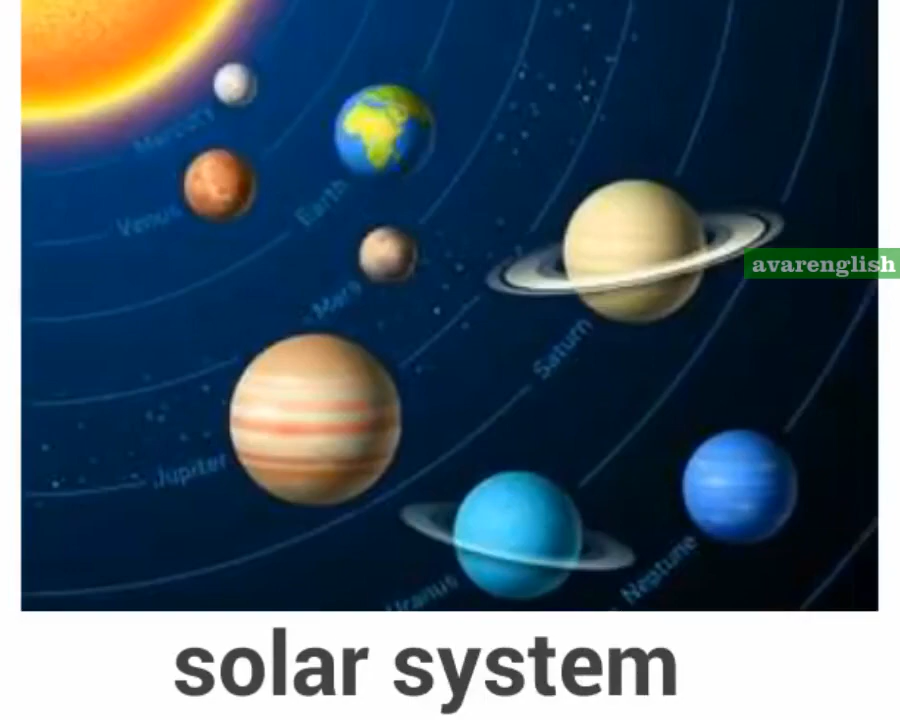 Mercury
Venus
Earth
Mars
Jupiter
Saturn
Uranus
Neptune
avarenglish
solar system